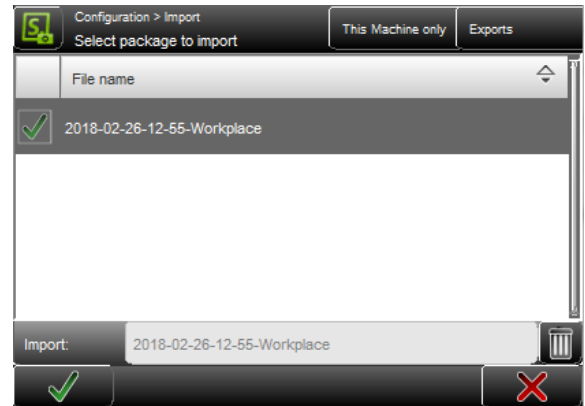 Configuration > Import
Select package to import
This Machine only
Exports
File name
2018-02-26-12-55-Workplace
Import:
2018-02-26-12-55-Workplace